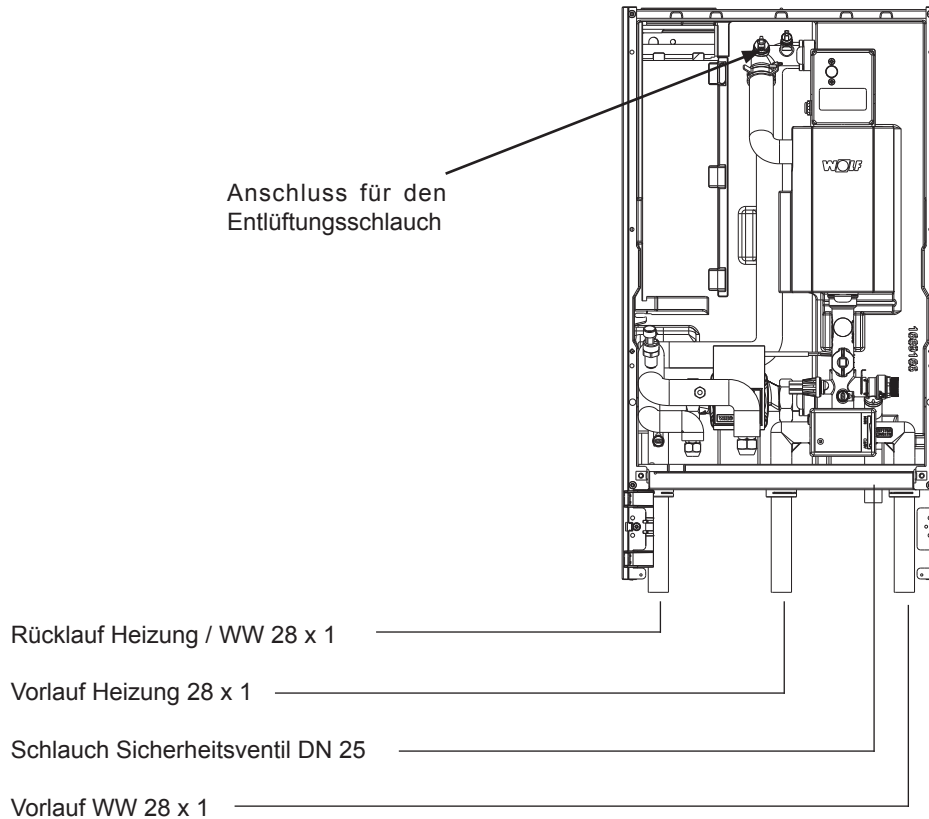 WOLF
Anschluss für den
Entlüftungsschlauch
1669166
Rücklauf Heizung / WW 28 x 1
Vorlauf Heizung 28 x 1
Schlauch Sicherheitsventil DN 25
Vorlauf WW 28 x 1